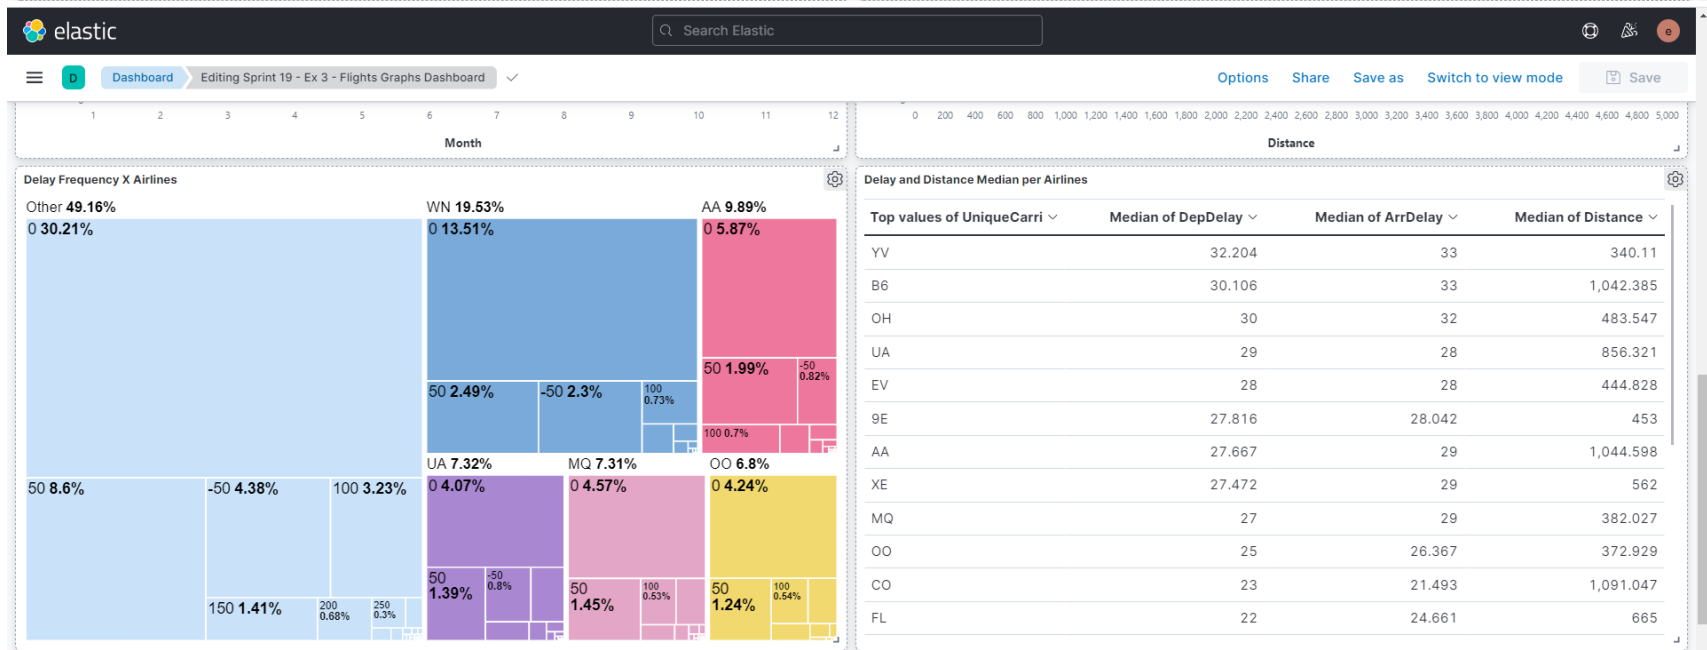 elastic
Search Elastic
e
D
Dashboard
Editing Sprint 19 - Ex 3 - Flights Graphs Dashboard
Options
Share
Save as
Switch to view mode
Save
1 2 3 4 5 6 7 8 9 10 11 12
Month
0 200 400 600 800 1,000 1,200 1,400 1,600 1,800 2,000 2,200 2,400 2,600 2,800 3,000 3,200 3,400 3,600 3,800 4,000 4,200 4,400 4,600 4,800 5,000
Distance
Delay Frequency X Airlines
Other 49.16%
0 30.21%
50 8.6%
-50 4.38%
100 3.23%
150 1.41%
200
0.68%
250
0.3%
WN 19.53%
0 13.51%
50 2.49%
-50 2.3%
100
0.73%
AA 9.89%
0 5.87%
50 1.99%
-50
0.82%
100 0.7%
UA 7.32%
0 4.07%
50
1.39%
-50
0.8%
MQ 7.31%
0 4.57%
50
1.45%
100
0.53%
OO 6.8%
0 4.24%
50
1.24%
100
0.54%
Delay and Distance Median per Airlines
Top values of UniqueCarri Median of DepDelay Median of ArrDelay Median of Distance
YV 32.204 33 340.11
B6 30.106 33 1,042.385
OH 30 32 483.547
UA 29 28 856.321
EV 28 28 444.828
9E 27.816 28.042 453
AA 27.667 29 1,044.598
XE 27.472 29 562
MQ 27 29 382.027
OO 25 26.367 372.929
CO 23 21.493 1,091.047
FL 22 24.661 665